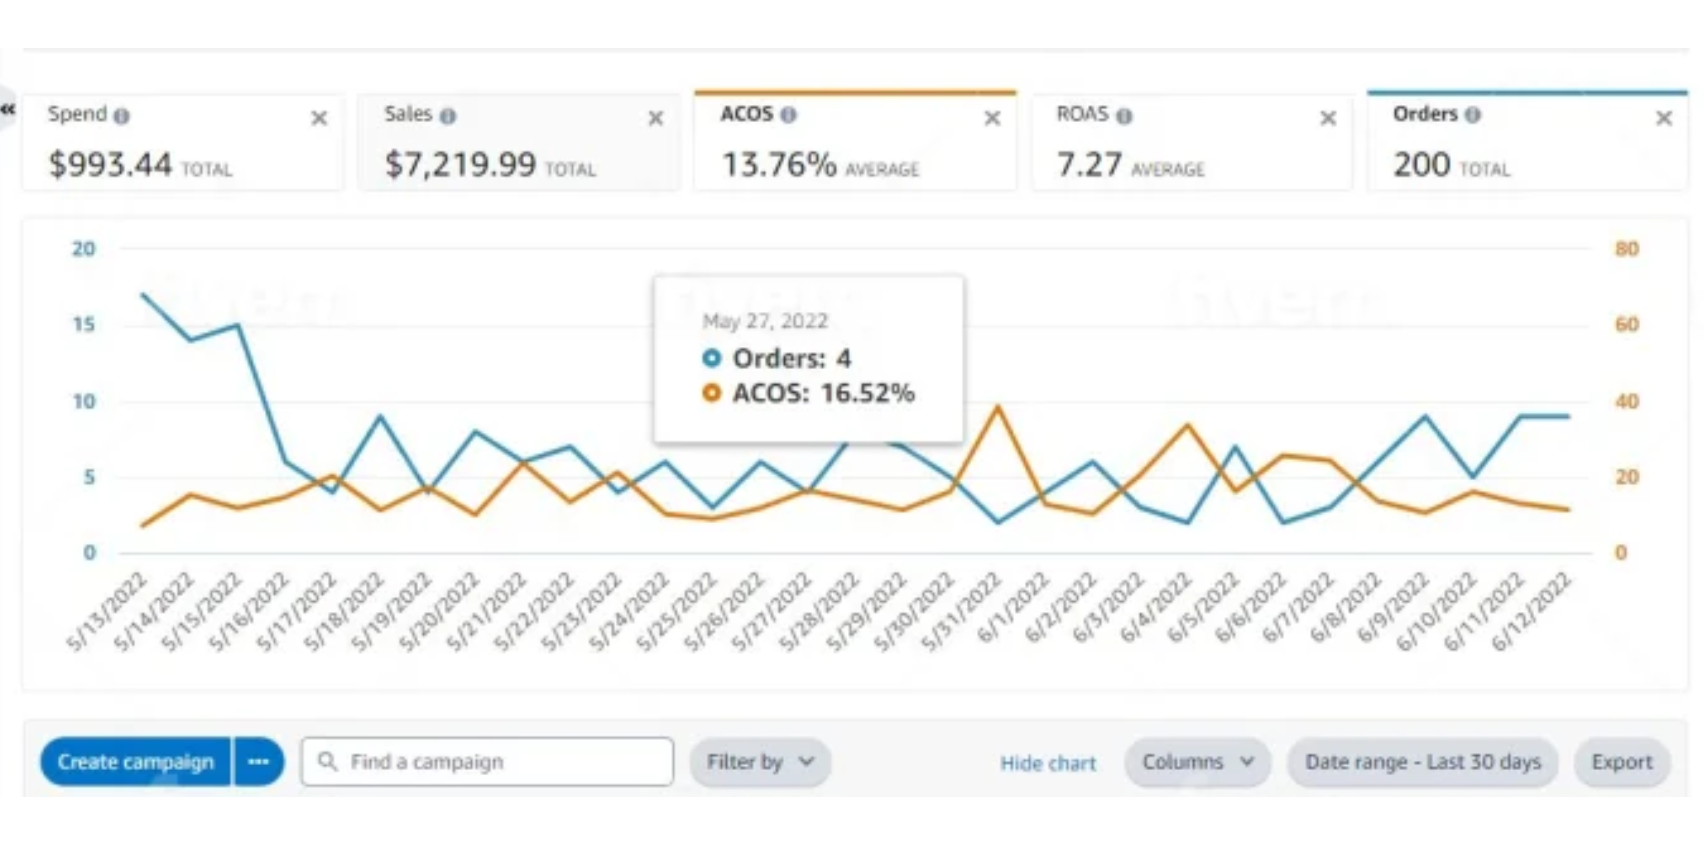 «
Spend
$993.44 TOTAL
Sales
$7,219.99 TOTAL
ACOS
13.76% AVERAGE
ROAS
7.27 AVERAGE
Orders
200 TOTAL
20
15
10
5
0
80
60
40
20
0
May 27, 2022
Orders: 4
ACOS: 16.52%
5/13/2022
5/14/2022
5/15/2022
5/16/2022
5/17/2022
5/18/2022
5/19/2022
5/20/2022
5/21/2022
5/22/2022
5/23/2022
5/24/2022
5/25/2022
5/26/2022
5/27/2022
5/28/2022
5/29/2022
5/30/2022
5/31/2022
6/1/2022
6/2/2022
6/3/2022
6/4/2022
6/5/2022
6/6/2022
6/7/2022
6/8/2022
6/9/2022
6/10/2022
6/11/2022
6/12/2022
Create campaign
Find a campaign
Filter by
Hide chart
Columns
Date range - Last 30 days
Export